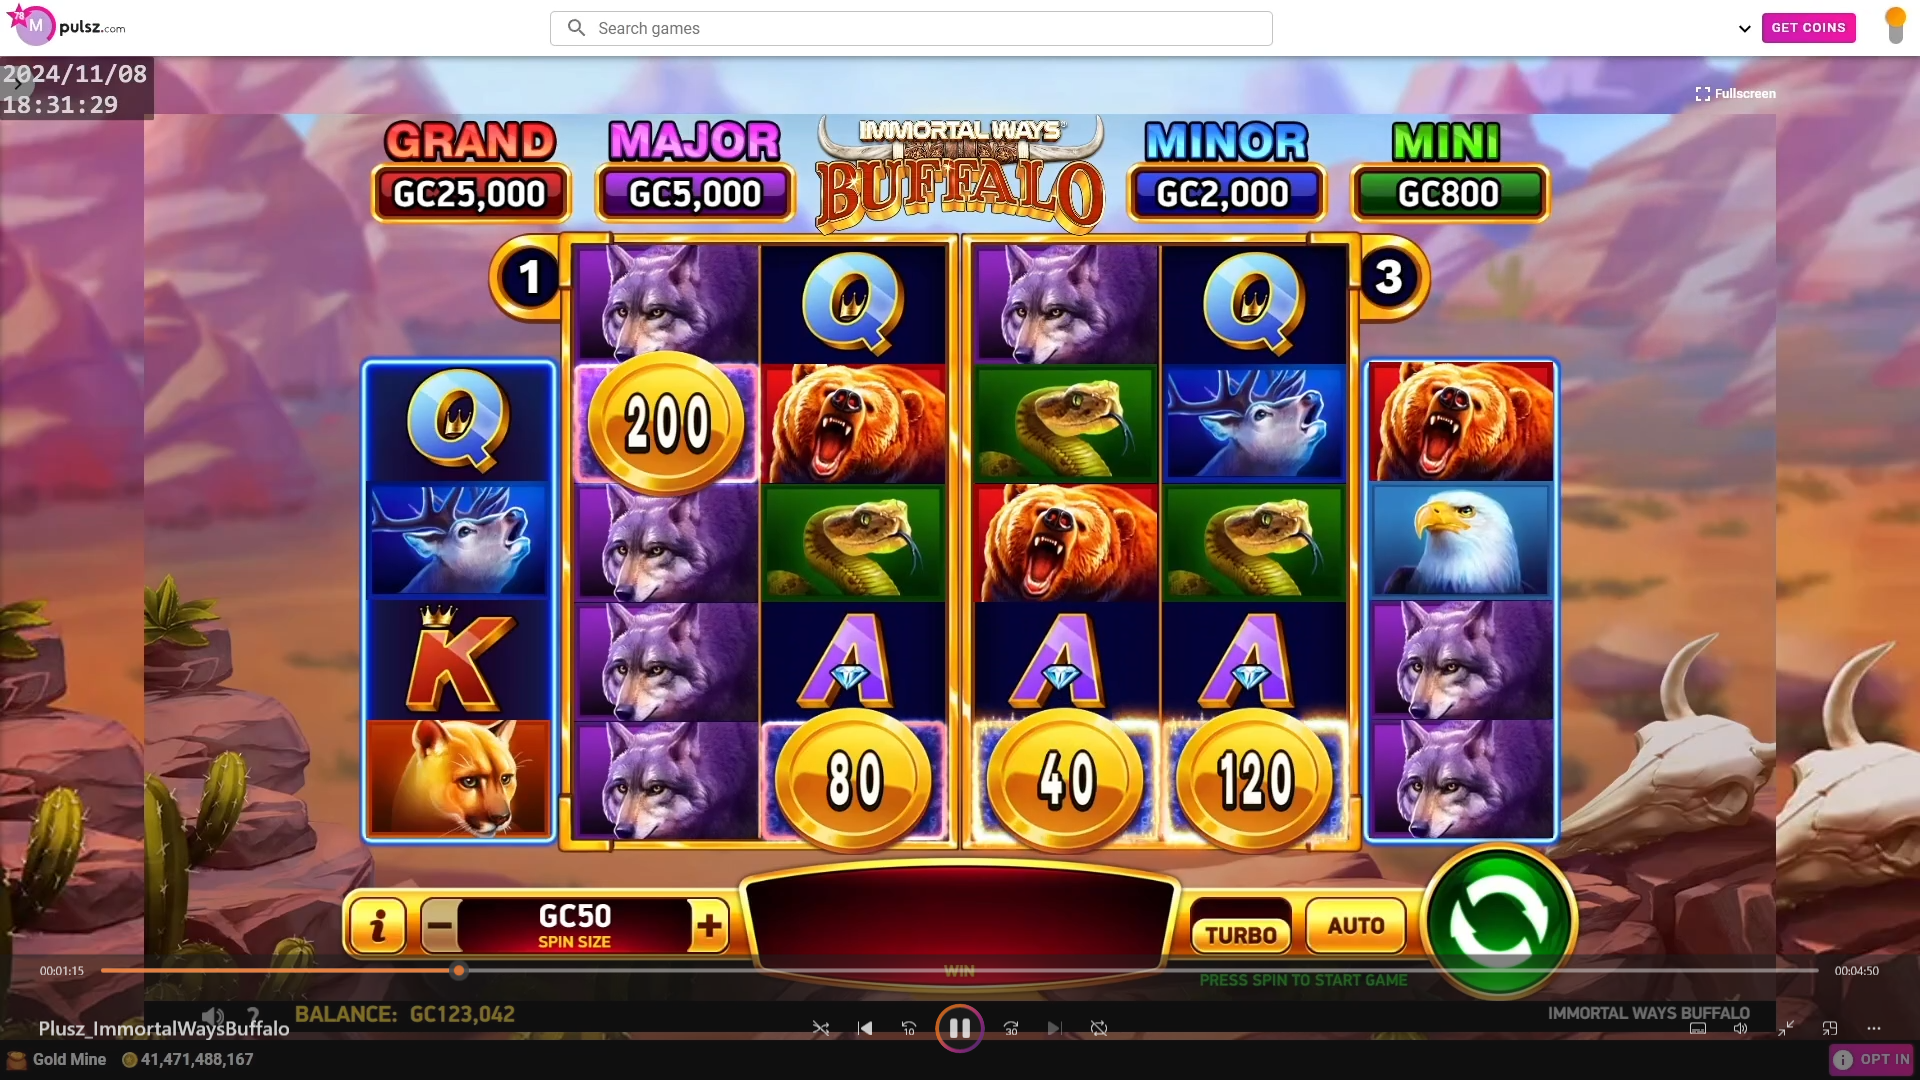 78
M
pulsz.com
Search games
GET COINS
2024/11/08
18:31:29
Fullscreen
GRAND
MAJOR
IMMORTAL WAYS
BUFFALO
MINOR
MINI
GC25,000
GC5,000
GC2,000
GC800
1
Q
Q
3
Q
200
K
A
A
A
80
40
120
i
GC50
SPIN SIZE
TURBO
AUTO
00:01:15
WIN
PRESS SPIN TO START GAME
00:04:50
?
BALANCE: GC123,042
IMMORTAL WAYS BUFFALO
Plusz_ImmortalWaysBuffalo
10
30
Gold Mine
41,471,488,167
i
OPT IN